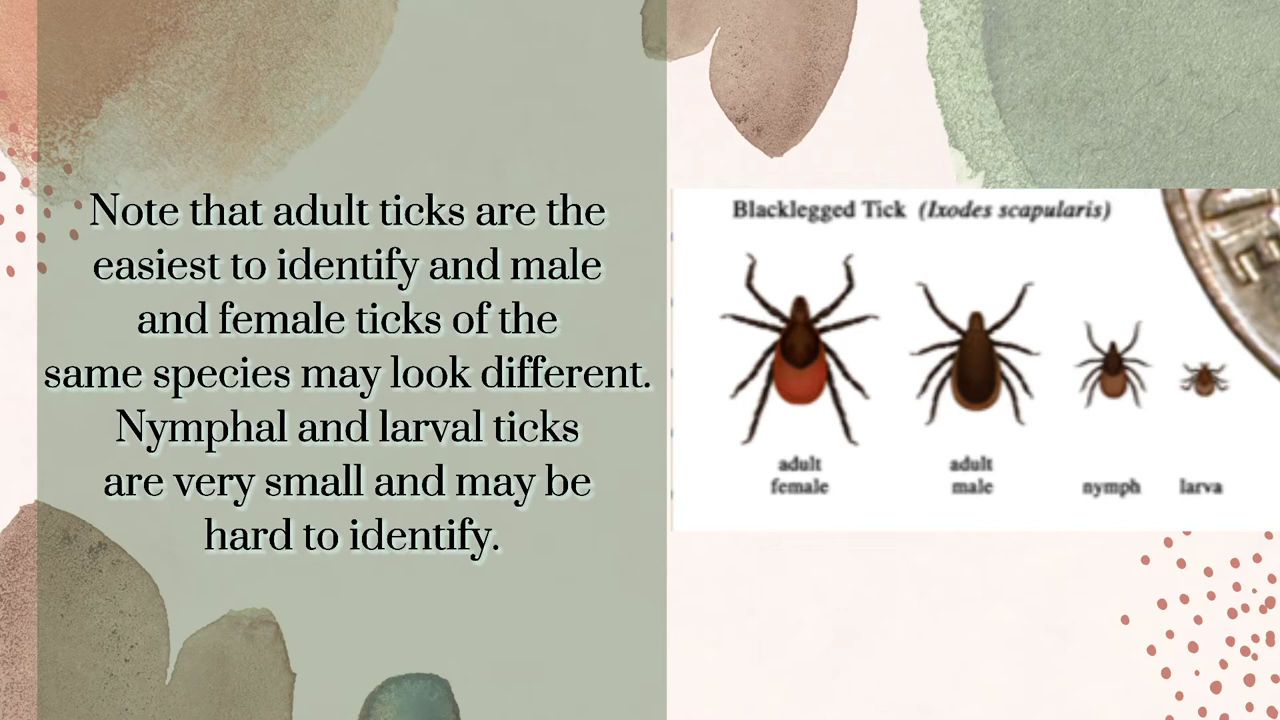 Note that adult ticks are the
easiest to identify and male
and female ticks of the
same species may look different.
Nymphal and larval ticks
are very small and may be
hard to identify.
Blacklegged Tick (Ixodes scapularis)
adult
female
adult
male
nymph
larva